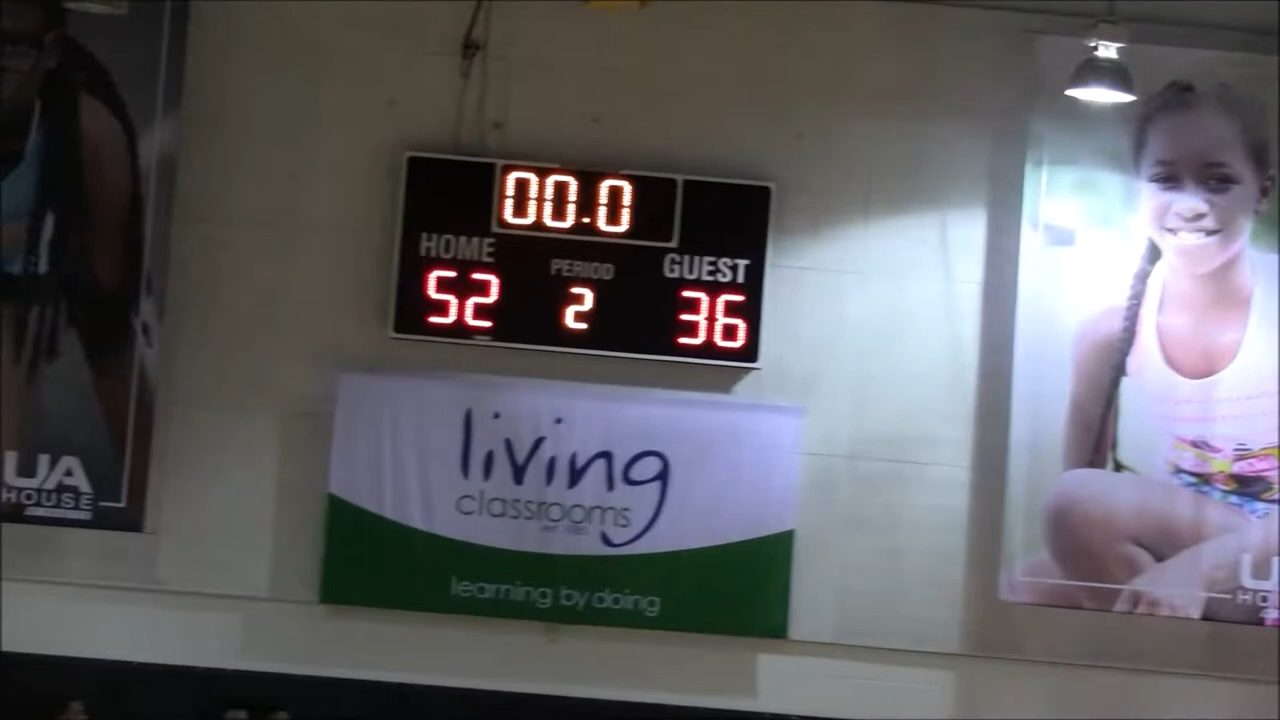 00.0
HOME PERIOD GUEST
52 2 36
living
classrooms
learning by doing
UA
HOUSE